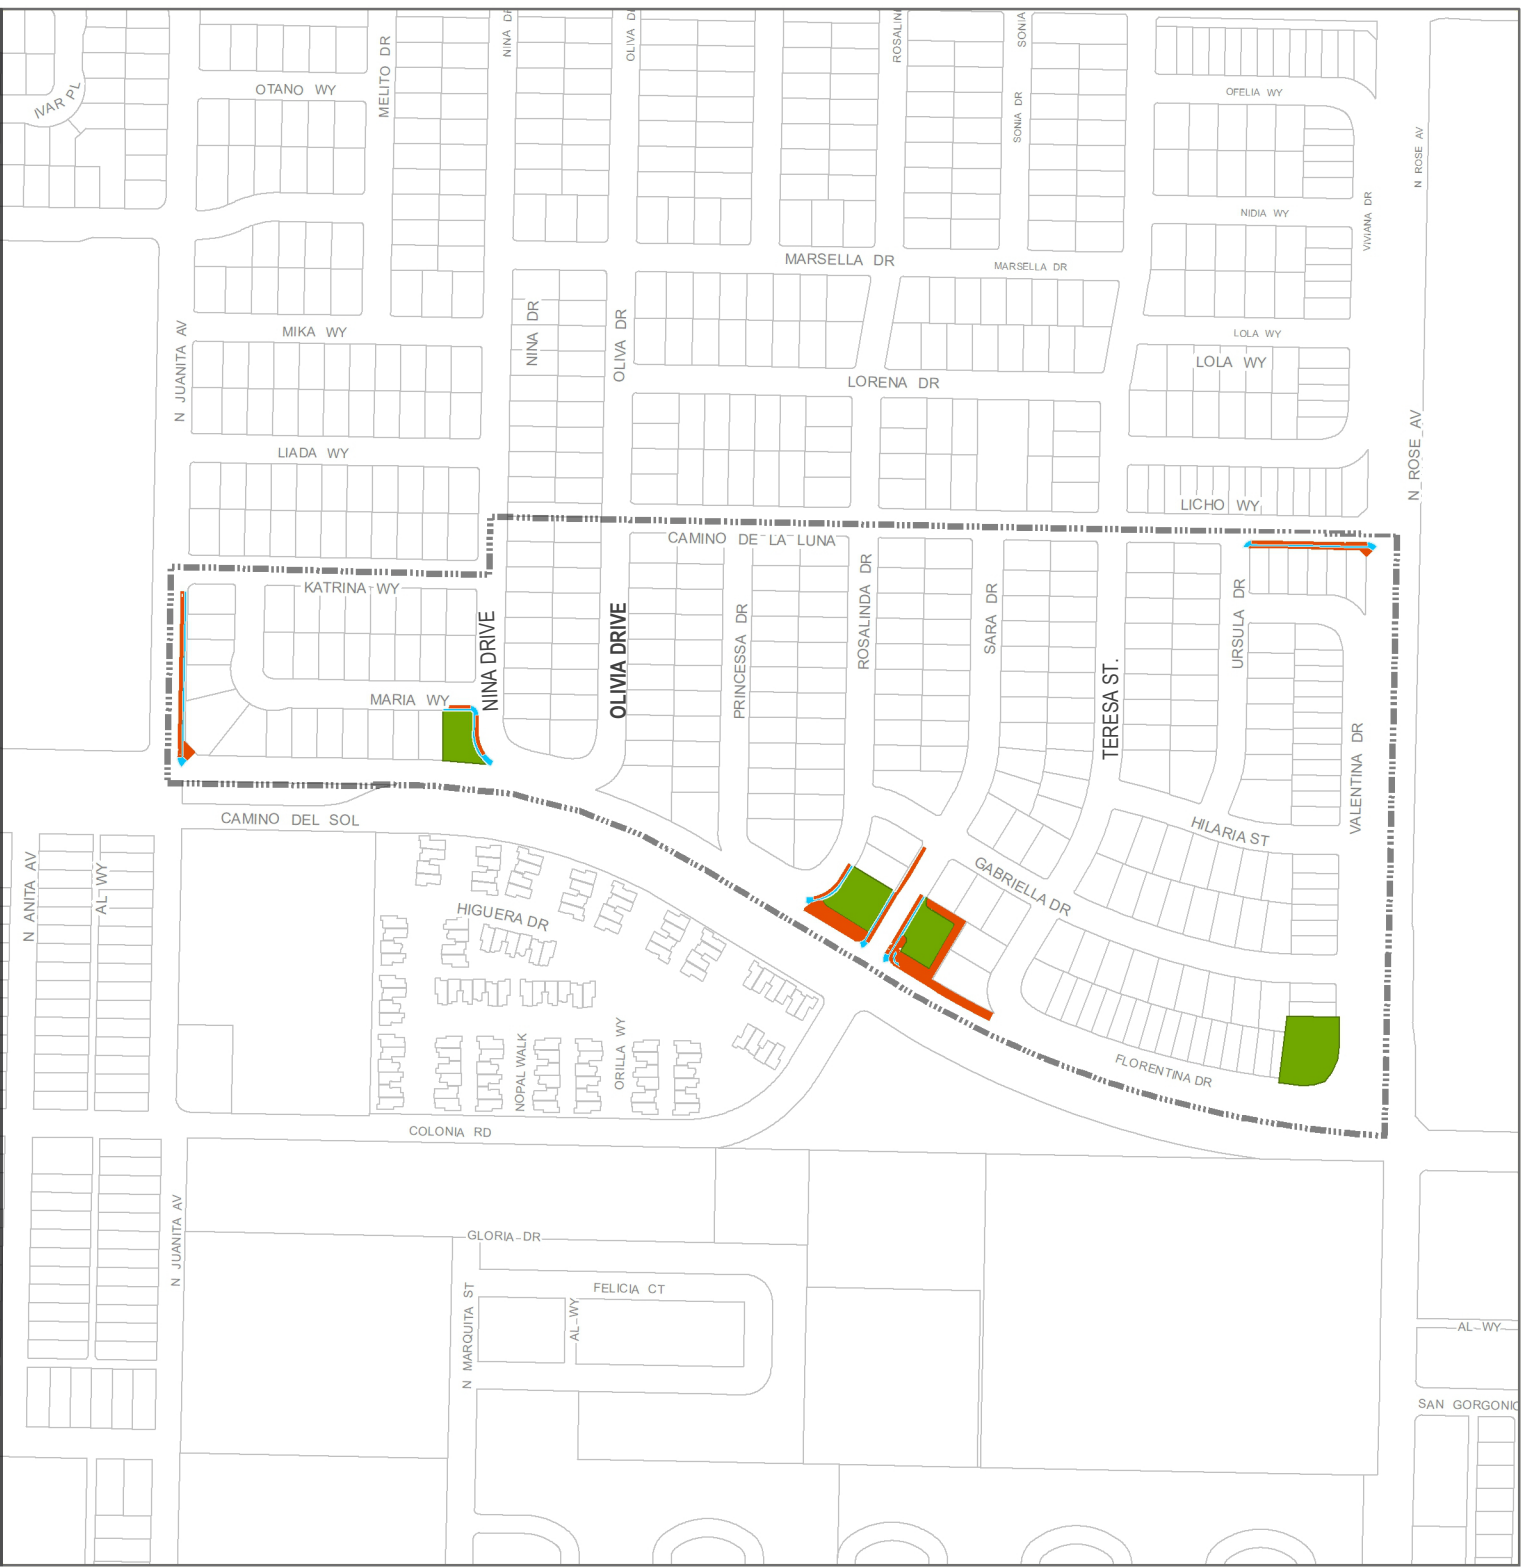 NINA DR
OLIVA DR
ROSALIN
SONIA
MELITO DR
OTANO WY
IVAR PL
OFELIA WY
SONIA DR
N ROSE AV
NIDIA WY
VIVIANA DR
MARSELLA DR
MARSELLA DR
MIKA WY
NINA DR
OLIVA DR
N JUANITA AV
LOLA WY
LOLA WY
LORENA DR
LIADA WY
N ROSE AV
LICHO WY
CAMINO DE LA LUNA
KATRINA WY
ROSALINDA DR
SARA DR
URSULA DR
NINA DRIVE
OLIVIA DRIVE
PRINCESSA DR
TERESA ST.
MARIA WY
VALENTINA DR
CAMINO DEL SOL
HILARIA ST
N ANITA AV
AL WY
GABRIELLA DR
HIGUERA DR
NOPAL WALK
ORILLA WY
FLORENTINA DR
COLONIA RD
N JUANITA AV
GLORIA DR
FELICIA CT
N MARQUITA ST
AL WY
AL WY
SAN GORGONIO